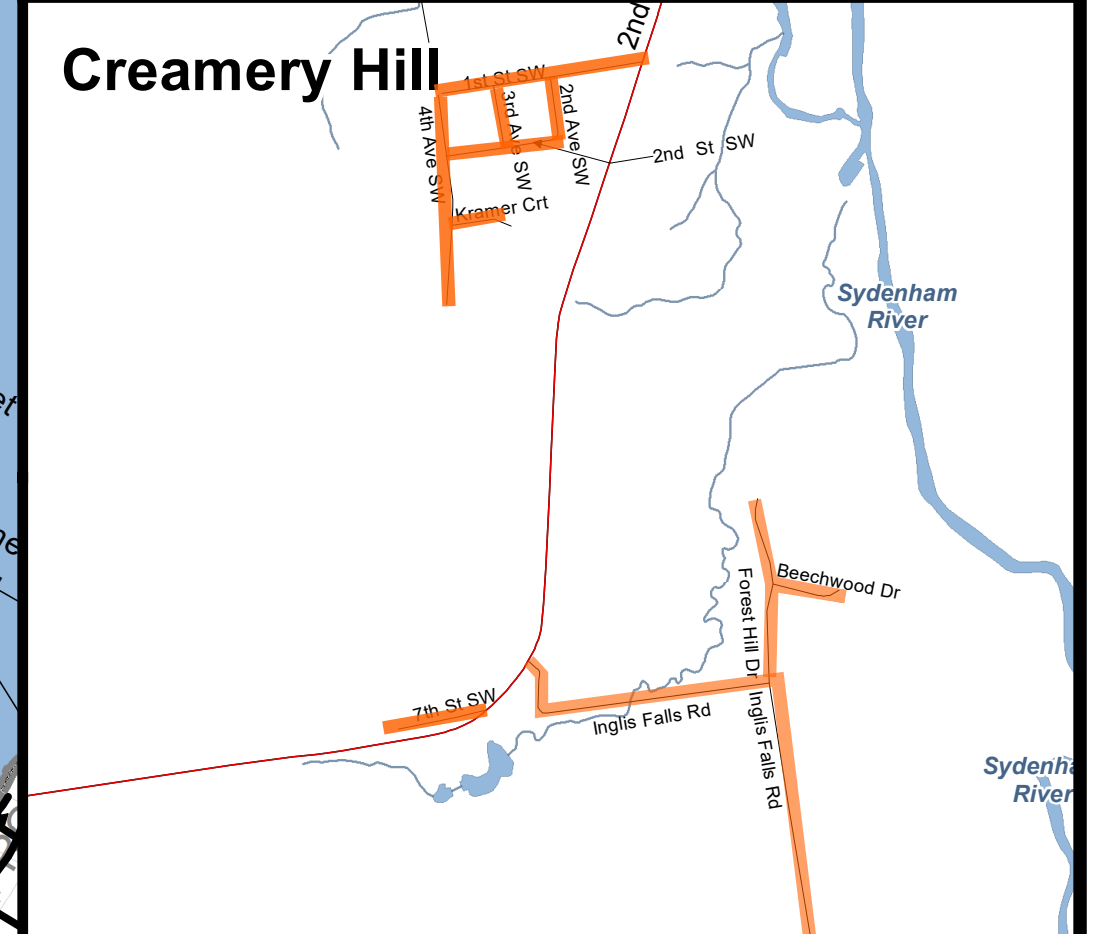 2nd
Creamery Hill
1st St SW
4th Ave SW
3rd Ave SW
2nd Ave SW
2nd St SW
Kramer Crt
Sydenham
River
Forest Hill Dr
Beechwood Dr
7th St SW
Inglis Falls Rd
Inglis Falls Rd
Sydenha
River